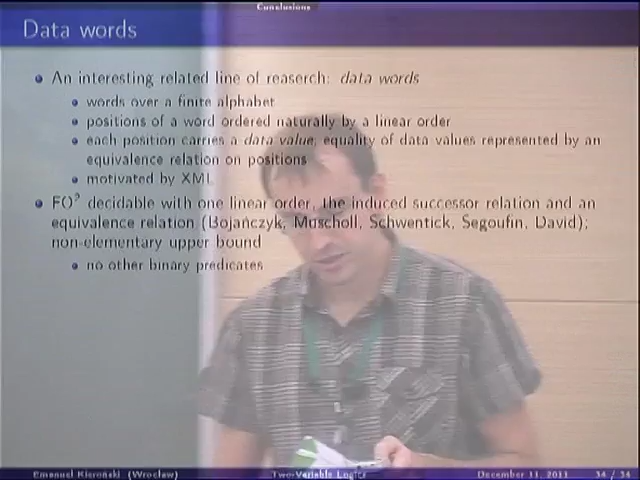 Conclusions
Data words
An interesting related line of reaserch: data words
words over a finite alphabet
positions of a word ordered naturally by a linear order
each position carries a data value; equality of data values represented by an
equivalence relation on positions
motivated by XML
FO² decidable with one linear order, the induced successor relation and an
equivalence relation (Bojańczyk, Muscholl, Schwentick, Segoufin, David);
non-elementary upper bound
no other binary predicates
Emanuel Kieroński (Wrocław) Two-Variable Logics December 11, 2011 34 / 34